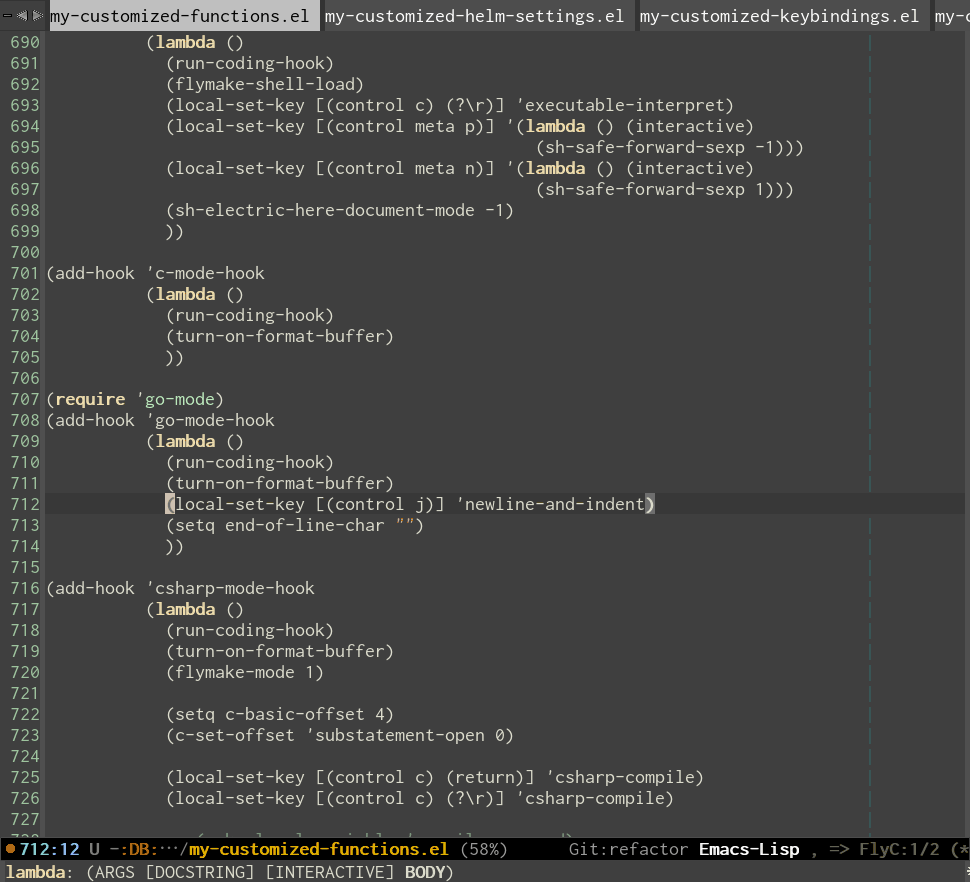 my-customized-functions.el my-customized-helm-settings.el my-customized-keybindings.el
690 (lambda ()
691 (run-coding-hook)
692 (flymake-shell-load)
693 (local-set-key [(control c) (?\r)] 'executable-interpret)
694 (local-set-key [(control meta p)] '(lambda () (interactive)
695 (sh-safe-forward-sexp -1)))
696 (local-set-key [(control meta n)] '(lambda () (interactive)
697 (sh-safe-forward-sexp 1)))
698 (sh-electric-here-document-mode -1)
699 ))
700
701 (add-hook 'c-mode-hook
702 (lambda ()
703 (run-coding-hook)
704 (turn-on-format-buffer)
705 ))
706
707 (require 'go-mode)
708 (add-hook 'go-mode-hook
709 (lambda ()
710 (run-coding-hook)
711 (turn-on-format-buffer)
712 (local-set-key [(control j)] 'newline-and-indent)
713 (setq end-of-line-char "")
714 ))
715
716 (add-hook 'csharp-mode-hook
717 (lambda ()
718 (run-coding-hook)
719 (turn-on-format-buffer)
720 (flymake-mode 1)
721
722 (setq c-basic-offset 4)
723 (c-set-offset 'substatement-open 0)
724
725 (local-set-key [(control c) (return)] 'csharp-compile)
726 (local-set-key [(control c) (?\r)] 'csharp-compile)
727
712:12 U -:DB:⋯/my-customized-functions.el (58%) Git:refactor Emacs-Lisp , => FlyC:1/2 (*
lambda: (ARGS [DOCSTRING] [INTERACTIVE] BODY)